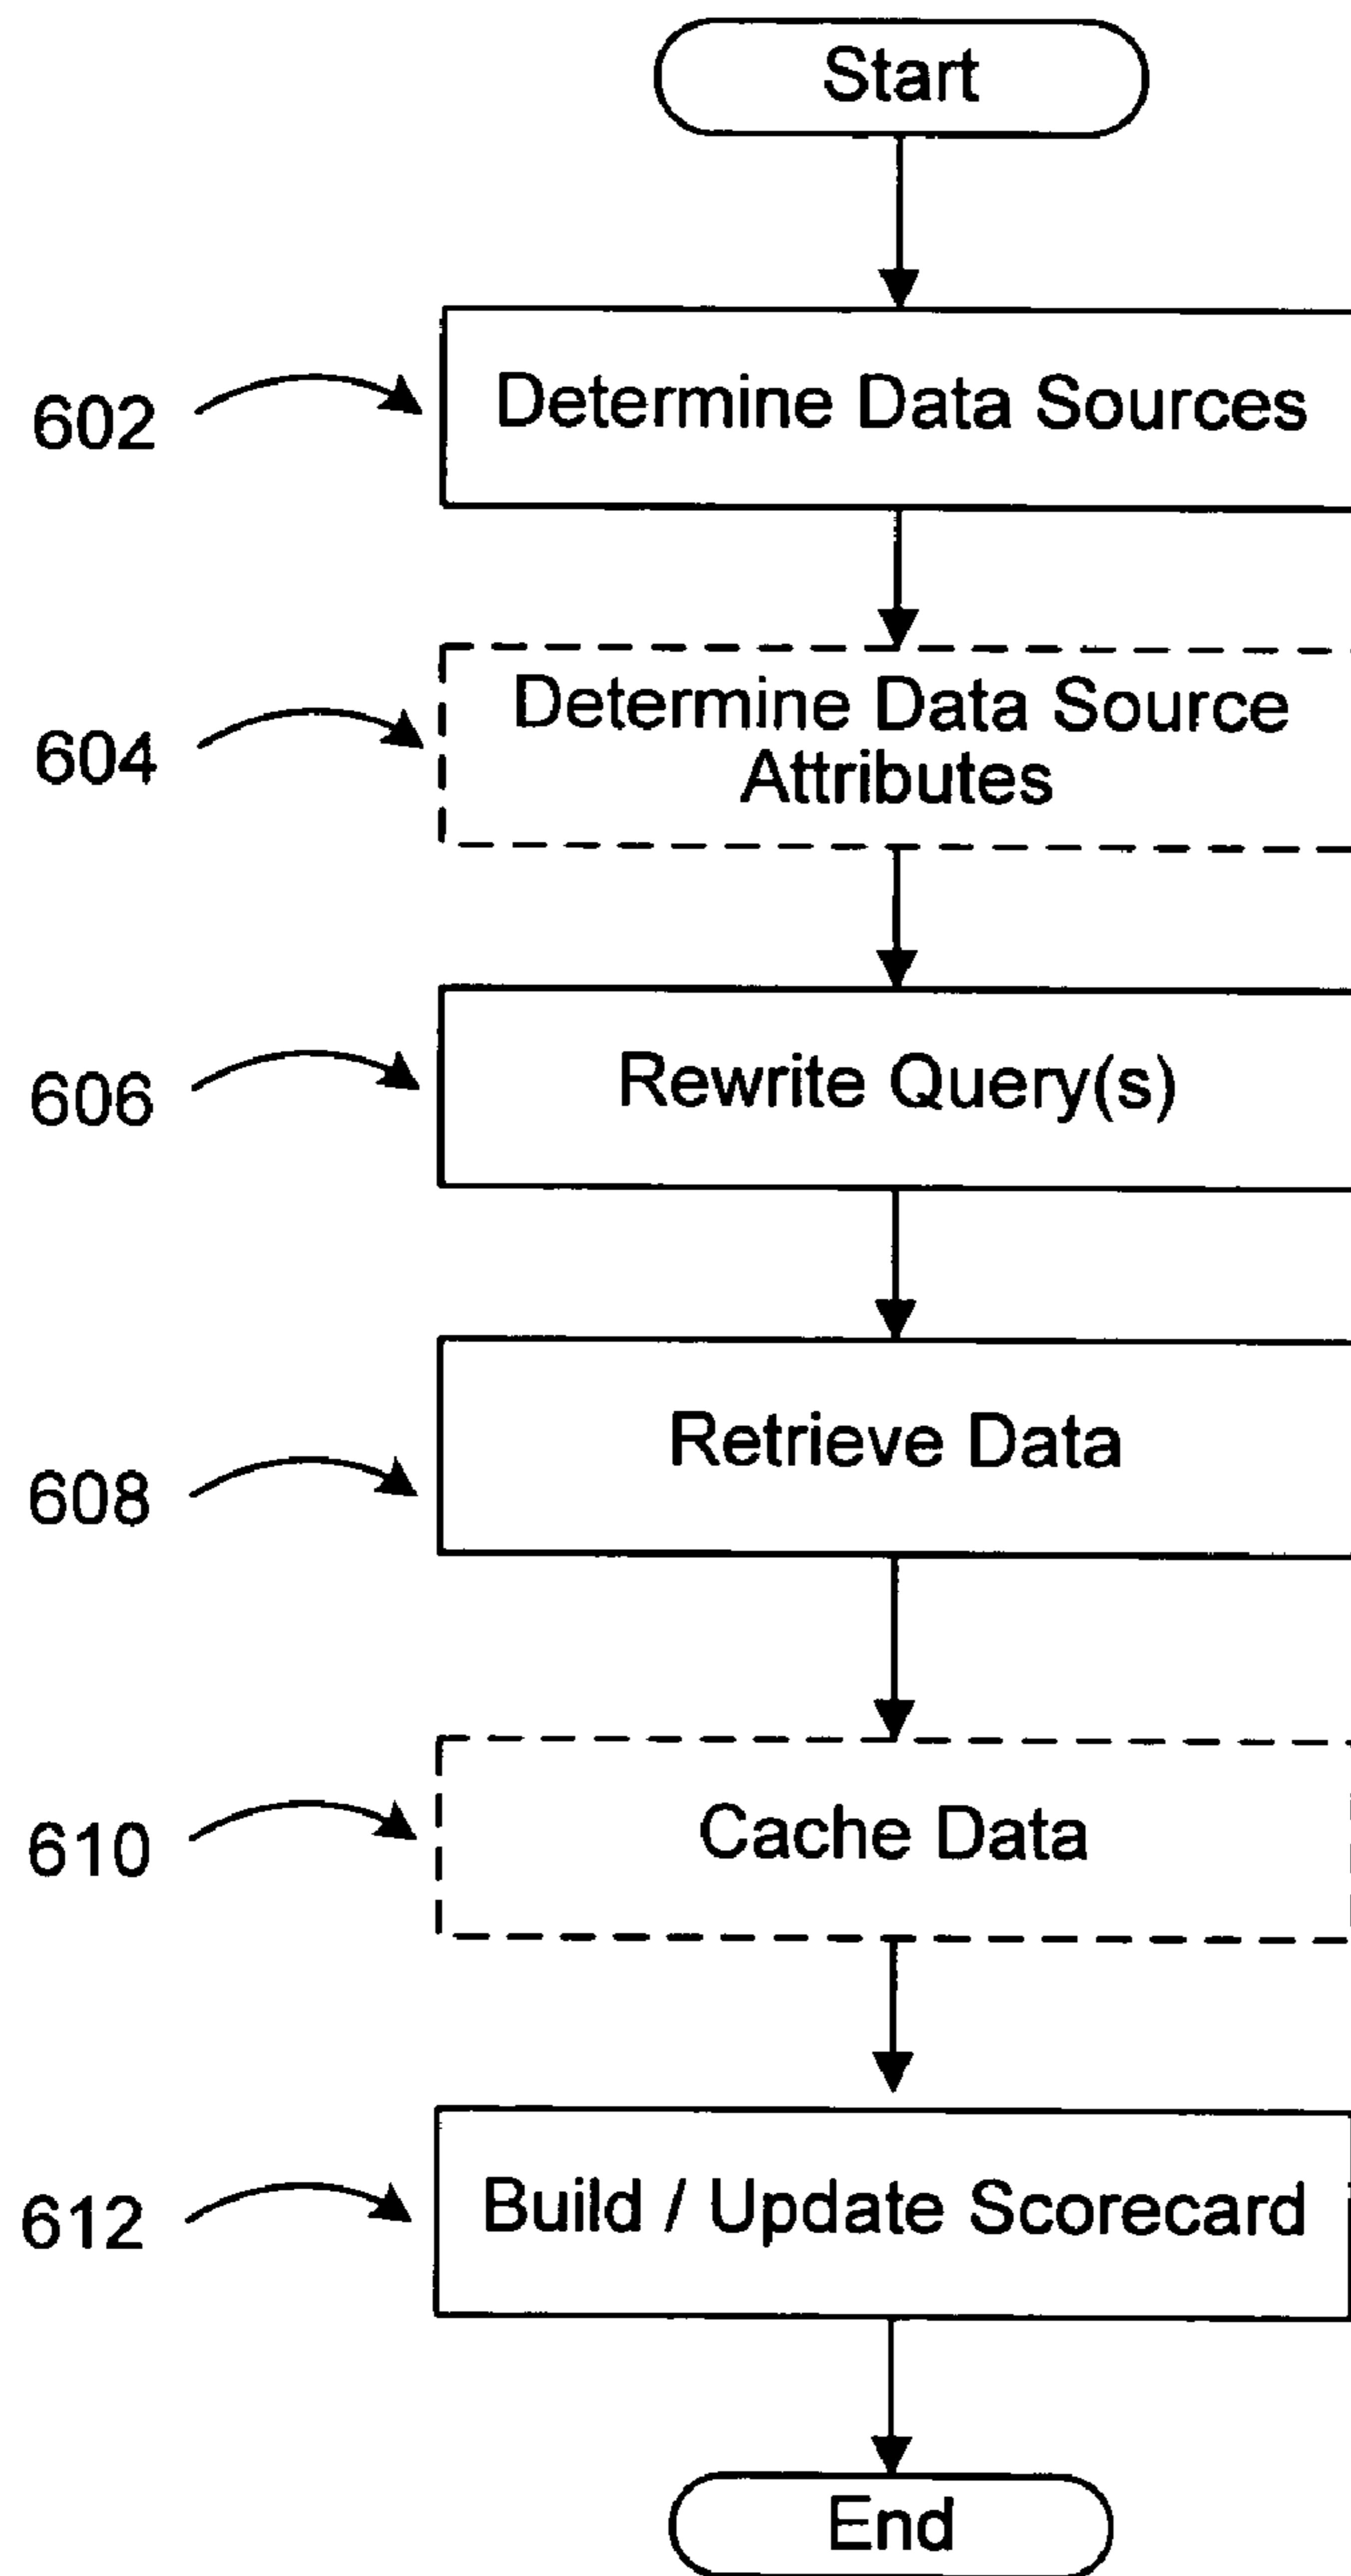 Start
602
Determine Data Sources
604
Determine Data Source
Attributes
606
Rewrite Query(s)
608
Retrieve Data
610
Cache Data
612
Build / Update Scorecard
End